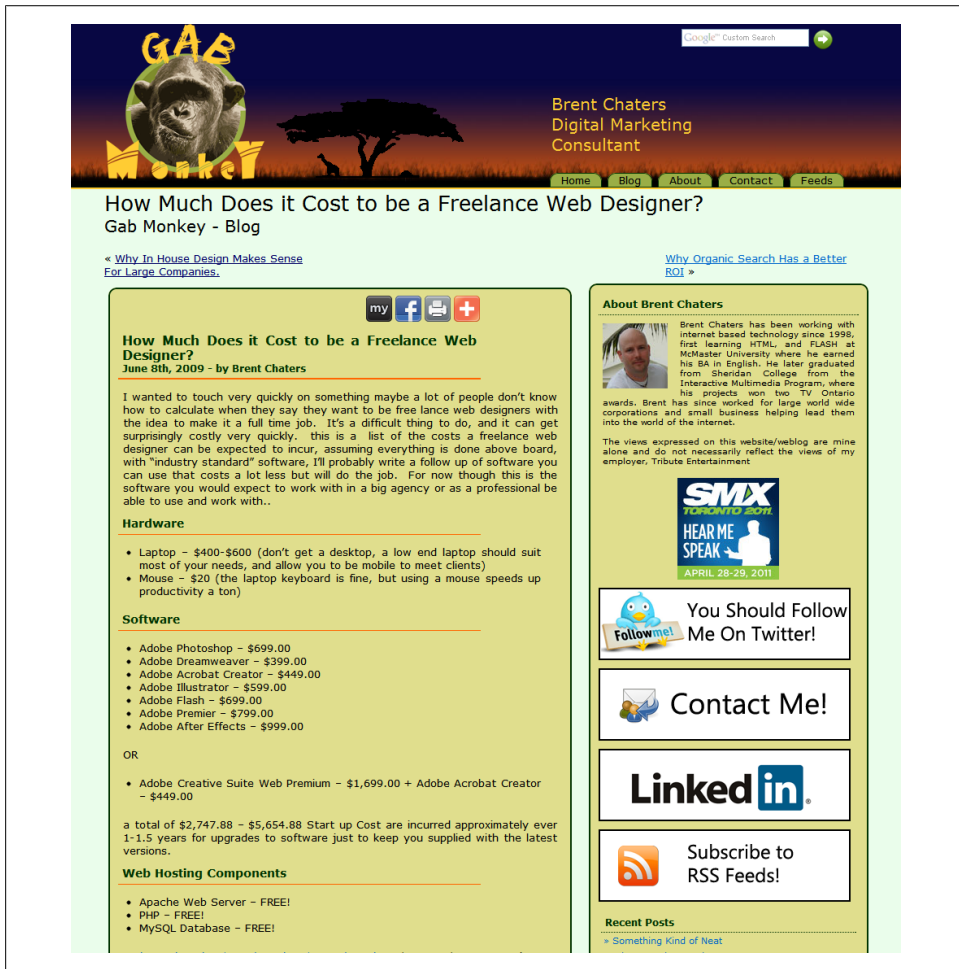 GAB
Monkey
Google™ Custom Search
Brent Chaters
Digital Marketing
Consultant
Home Blog About Contact Feeds
How Much Does it Cost to be a Freelance Web Designer?
Gab Monkey - Blog
« Why In House Design Makes Sense
For Large Companies.
Why Organic Search Has a Better
ROI »
my
f
How Much Does it Cost to be a Freelance Web
Designer?
June 8th, 2009 - by Brent Chaters
I wanted to touch very quickly on something maybe a lot of people don’t know
how to calculate when they say they want to be free lance web designers with
the idea to make it a full time job.  It’s a difficult thing to do, and it can get
surprisingly costly very quickly.  this is a  list of the costs a freelance web
designer can be expected to incur, assuming everything is done above board,
with “industry standard” software, I’ll probably write a follow up of software you
can use that costs a lot less but will do the job.  For now though this is the
software you would expect to work with in a big agency or as a professional be
able to use and work with..
Hardware
• Laptop – $400-$600 (don’t get a desktop, a low end laptop should suit
most of your needs, and allow you to be mobile to meet clients)
• Mouse – $20 (the laptop keyboard is fine, but using a mouse speeds up
productivity a ton)
Software
• Adobe Photoshop – $699.00
• Adobe Dreamweaver – $399.00
• Adobe Acrobat Creator – $449.00
• Adobe Illustrator – $599.00
• Adobe Flash – $699.00
• Adobe Premier – $799.00
• Adobe After Effects – $999.00
OR
• Adobe Creative Suite Web Premium – $1,699.00 + Adobe Acrobat Creator
– $449.00
a total of $2,747.88 – $5,654.88 Start up Cost are incurred approximately ever
1-1.5 years for upgrades to software just to keep you supplied with the latest
versions.
Web Hosting Components
• Apache Web Server – FREE!
• PHP – FREE!
• MySQL Database – FREE!
About Brent Chaters
Brent Chaters has been working with
internet based technology since 1998,
first learning HTML, and FLASH at
McMaster University where he earned
his BA in English. He later graduated
from Sheridan College from the
Interactive Multimedia Program, where
his projects won two TV Ontario
awards. Brent has since worked for large world wide
corporations and small business helping lead them
into the world of the internet.
The views expressed on this website/weblog are mine
alone and do not necessarily reflect the views of my
employer, Tribute Entertainment
SMX
TORONTO 2011
HEAR ME
SPEAK
APRIL 28-29, 2011
Followme!
You Should Follow
Me On Twitter!
Contact Me!
Linked in®
Subscribe to
RSS Feeds!
Recent Posts
» Something Kind of Neat